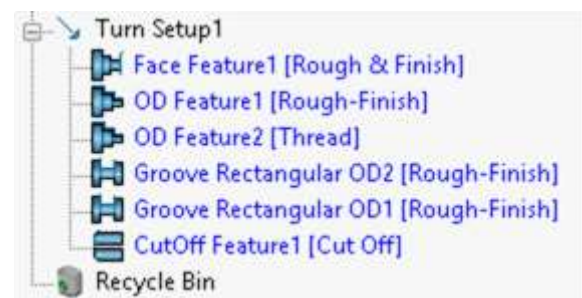 Turn Setup1
Face Feature1 [Rough & Finish]
OD Feature1 [Rough-Finish]
OD Feature2 [Thread]
Groove Rectangular OD2 [Rough-Finish]
Groove Rectangular OD1 [Rough-Finish]
CutOff Feature1 [Cut Off]
Recycle Bin